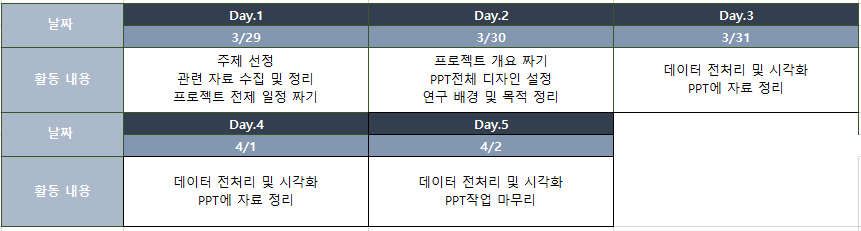 날짜
Day.1
Day.2
Day.3
3/29
3/30
3/31
활동 내용
주제 선정
관련 자료 수집 및 정리
프로젝트 전체 일정 짜기
프로젝트 개요 짜기
PPT전체 디자인 설정
연구 배경 및 목적 정리
데이터 전처리 및 시각화
PPT에 자료 정리
날짜
Day.4
Day.5
4/1
4/2
활동 내용
데이터 전처리 및 시각화
PPT에 자료 정리
데이터 전처리 및 시각화
PPT작업 마무리